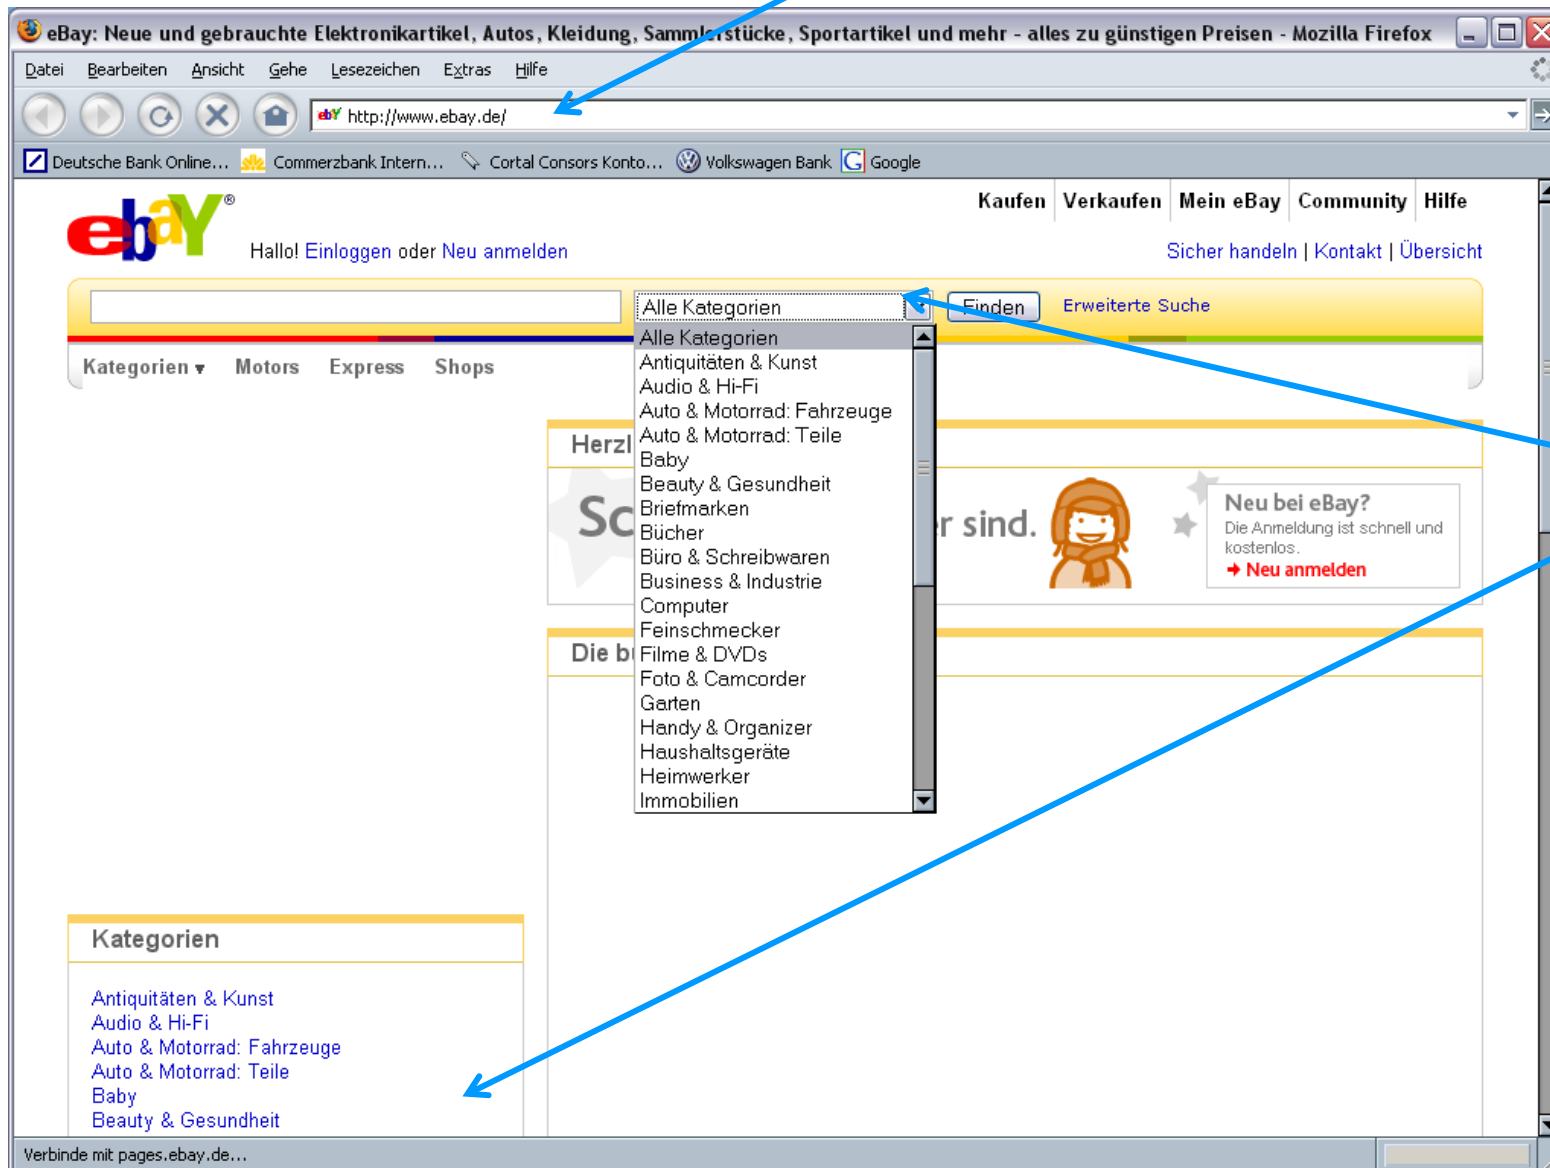 eBay: Neue und gebrauchte Elektronikartikel, Autos, Kleidung, Sammlerstücke, Sportartikel und mehr - alles zu günstigen Preisen - Mozilla Firefox
Datei Bearbeiten Ansicht Gehe Lesezeichen Extras Hilfe
ebY http://www.ebay.de/
Deutsche Bank Online... Commerzbank Intern... Cortal Consors Konto... Volkswagen Bank G Google
ebaY® Kaufen Verkaufen Mein eBay Community Hilfe
Hallo! Einloggen oder Neu anmelden Sicher handeln | Kontakt | Übersicht
Alle Kategorien Finden Erweiterte Suche
Kategorien Motors Express Shops
Alle Kategorien
Antiquitäten & Kunst
Audio & Hi-Fi
Auto & Motorrad: Fahrzeuge
Auto & Motorrad: Teile
Baby
Beauty & Gesundheit
Briefmarken
Bücher
Büro & Schreibwaren
Business & Industrie
Computer
Feinschmecker
Filme & DVDs
Foto & Camcorder
Garten
Handy & Organizer
Haushaltsgeräte
Heimwerker
Immobilien
Herzl
Sc r sind.
Neu bei eBay?
Die Anmeldung ist schnell und
kostenlos.
Neu anmelden
Die b
Kategorien
Antiquitäten & Kunst
Audio & Hi-Fi
Auto & Motorrad: Fahrzeuge
Auto & Motorrad: Teile
Baby
Beauty & Gesundheit
Verbinde mit pages.ebay.de...